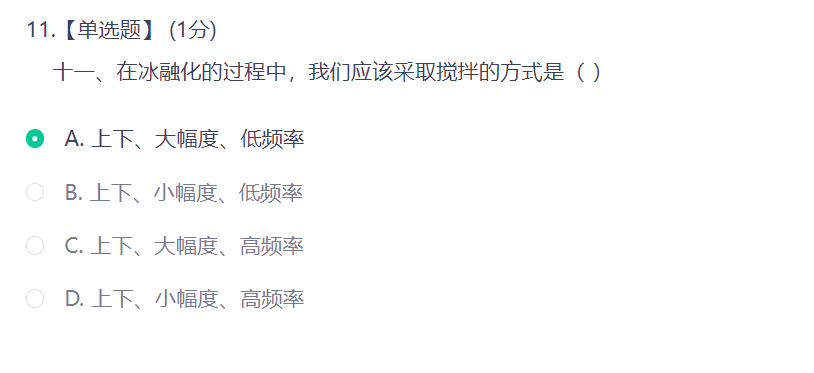 11.【单选题】 (1分)
十一、在冰融化的过程中，我们应该采取搅拌的方式是（ ）
A. 上下、大幅度、低频率
B. 上下、小幅度、低频率
C. 上下、大幅度、高频率
D. 上下、小幅度、高频率